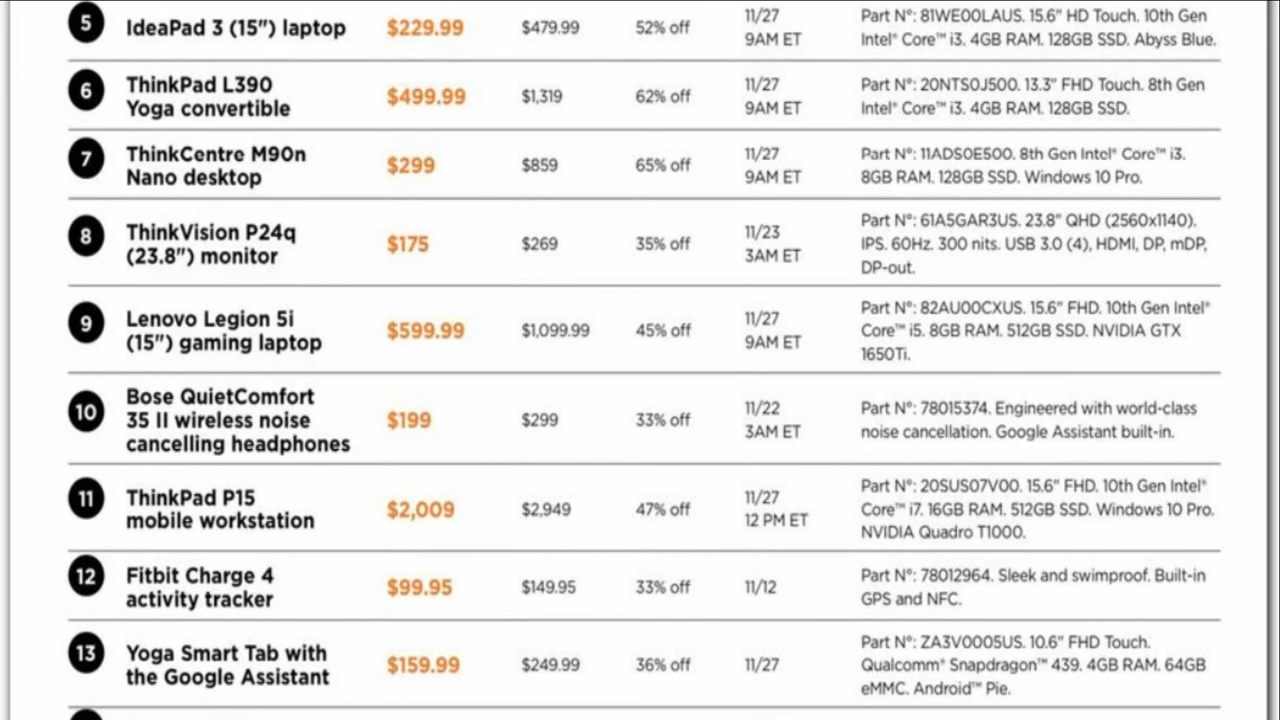 5 IdeaPad 3 (15") laptop $229.99 $479.99 52% off 11/27 9AM ET Part Nº: 81WE00LAUS. 15.6" HD Touch. 10th Gen
Intel® Core™ i3. 4GB RAM. 128GB SSD. Abyss Blue.
6 ThinkPad L390
Yoga convertible
$499.99 $1,319 62% off
11/27
9AM ET
Part Nº: 20NTS0J500. 13.3" FHD Touch. 8th Gen
Intel® Core™ i3. 4GB RAM. 128GB SSD.
7 ThinkCentre M90n
Nano desktop
$299 $859 65% off
11/27
9AM ET
Part Nº: 11ADS0E500. 8th Gen Intel® Core™ i3.
8GB RAM. 128GB SSD. Windows 10 Pro.
8 ThinkVision P24q
(23.8") monitor
$175 $269 35% off
11/23
3AM ET
Part Nº: 61A5GAR3US. 23.8" QHD (2560x1140).
IPS. 60Hz. 300 nits. USB 3.0 (4), HDMI, DP, mDP,
DP-out.
9 Lenovo Legion 5i
(15") gaming laptop
$599.99 $1,099.99 45% off
11/27
9AM ET
Part Nº: 82AU00CXUS. 15.6" FHD. 10th Gen Intel®
Core™ i5. 8GB RAM. 512GB SSD. NVIDIA GTX
1650Ti.
10 Bose QuietComfort
35 II wireless noise
cancelling headphones
$199 $299 33% off
11/22
3AM ET
Part Nº: 78015374. Engineered with world-class
noise cancellation. Google Assistant built-in.
11 ThinkPad P15
mobile workstation
$2,009 $2,949 47% off
11/27
12 PM ET
Part Nº: 20SUS07V00. 15.6" FHD. 10th Gen Intel®
Core™ i7. 16GB RAM. 512GB SSD. Windows 10 Pro.
NVIDIA Quadro T1000.
12 Fitbit Charge 4
activity tracker
$99.95 $149.95 33% off 11/12
Part Nº: 78012964. Sleek and swimproof. Built-in
GPS and NFC.
13 Yoga Smart Tab with
the Google Assistant
$159.99 $249.99 36% off 11/27
Part Nº: ZA3V0005US. 10.6" FHD Touch.
Qualcomm® Snapdragon™ 439. 4GB RAM. 64GB
eMMC. Android™ Pie.